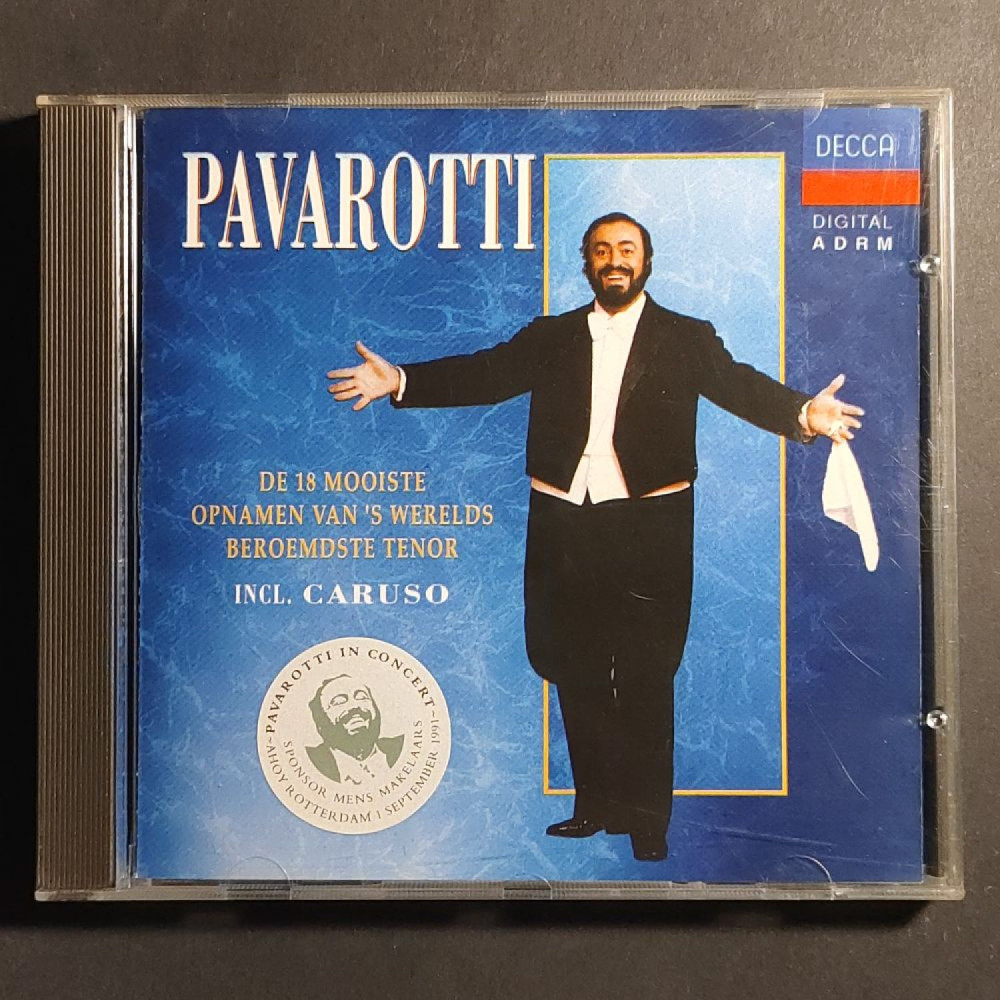 PAVAROTTI
DECCA
DIGITAL
ADRM
DE 18 MOOISTE
OPNAMEN VAN 'S WERELDS
BEROEMDSTE TENOR
INCL. CARUSO
~PAVAROTTI IN CONCERT~
SPONSOR MENS MAKELAARS
AHOY ROTTERDAM 1 SEPTEMBER 1991